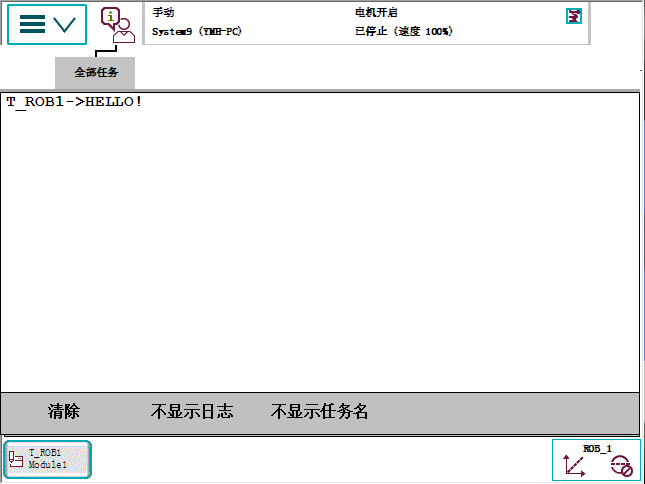 手动
电机开启
System9 (YMH-PC)
已停止 (速度 100%)
全部任务
T_ROB1->HELLO!
清除
不显示日志
不显示任务名
T_ROB1
Module1
ROB_1